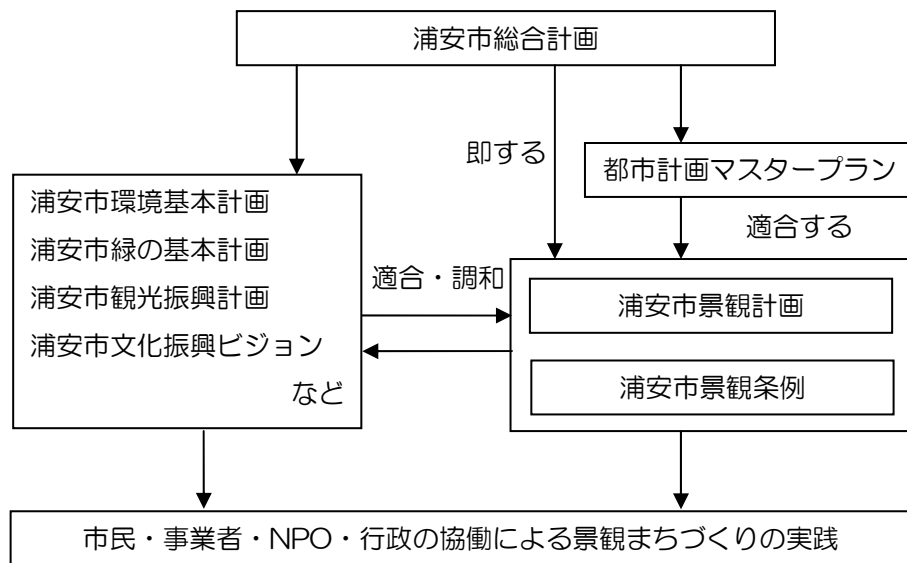 浦安市総合計画
即する
都市計画マスタープラン
適合する
浦安市環境基本計画
浦安市緑の基本計画
浦安市観光振興計画
浦安市文化振興ビジョン
など
適合・調和
浦安市景観計画
浦安市景観条例
市民・事業者・NPO・行政の協働による景観まちづくりの実践